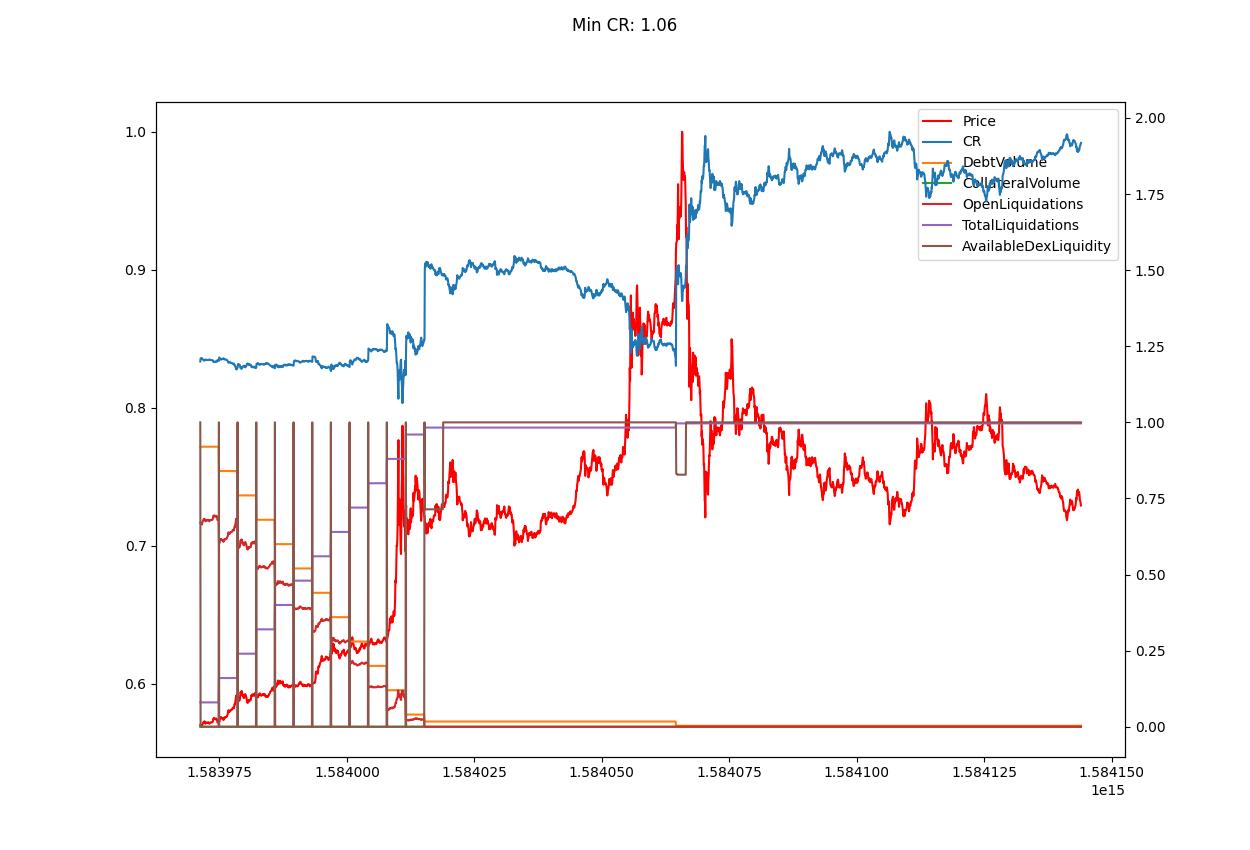 Min CR: 1.06
1.0
0.9
0.8
0.7
0.6
2.00
1.75
1.50
1.25
1.00
0.75
0.50
0.25
0.00
Price
CR
DebtVolume
CollateralVolume
OpenLiquidations
TotalLiquidations
AvailableDexLiquidity
1.583975 1.584000 1.584025 1.584050 1.584075 1.584100 1.584125 1.584150
1e15